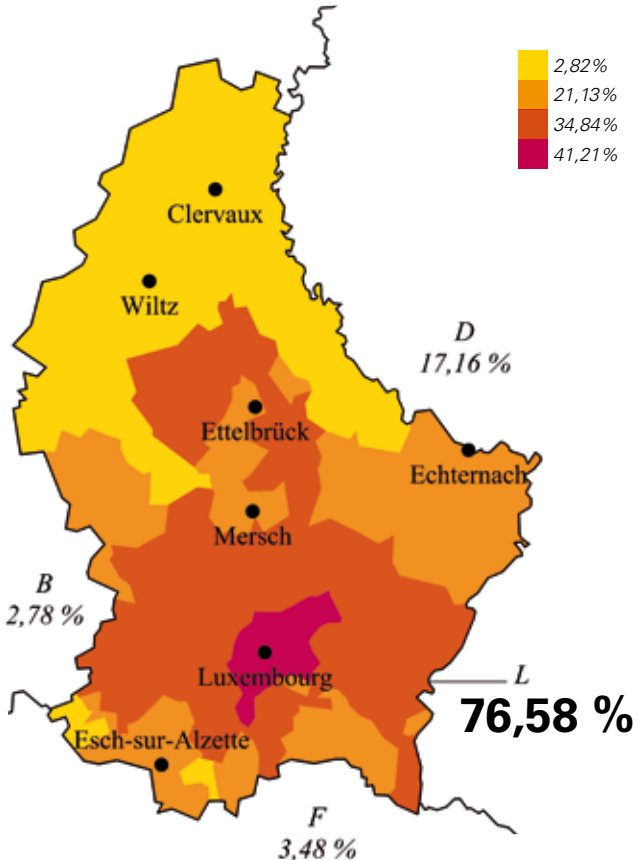 2,82%
21,13%
34,84%
41,21%
Clervaux
Wiltz
D
17,16 %
Ettelbrück
Echternach
Mersch
B
2,78 %
Luxembourg
L
76,58 %
Esch-sur-Alzette
F
3,48 %